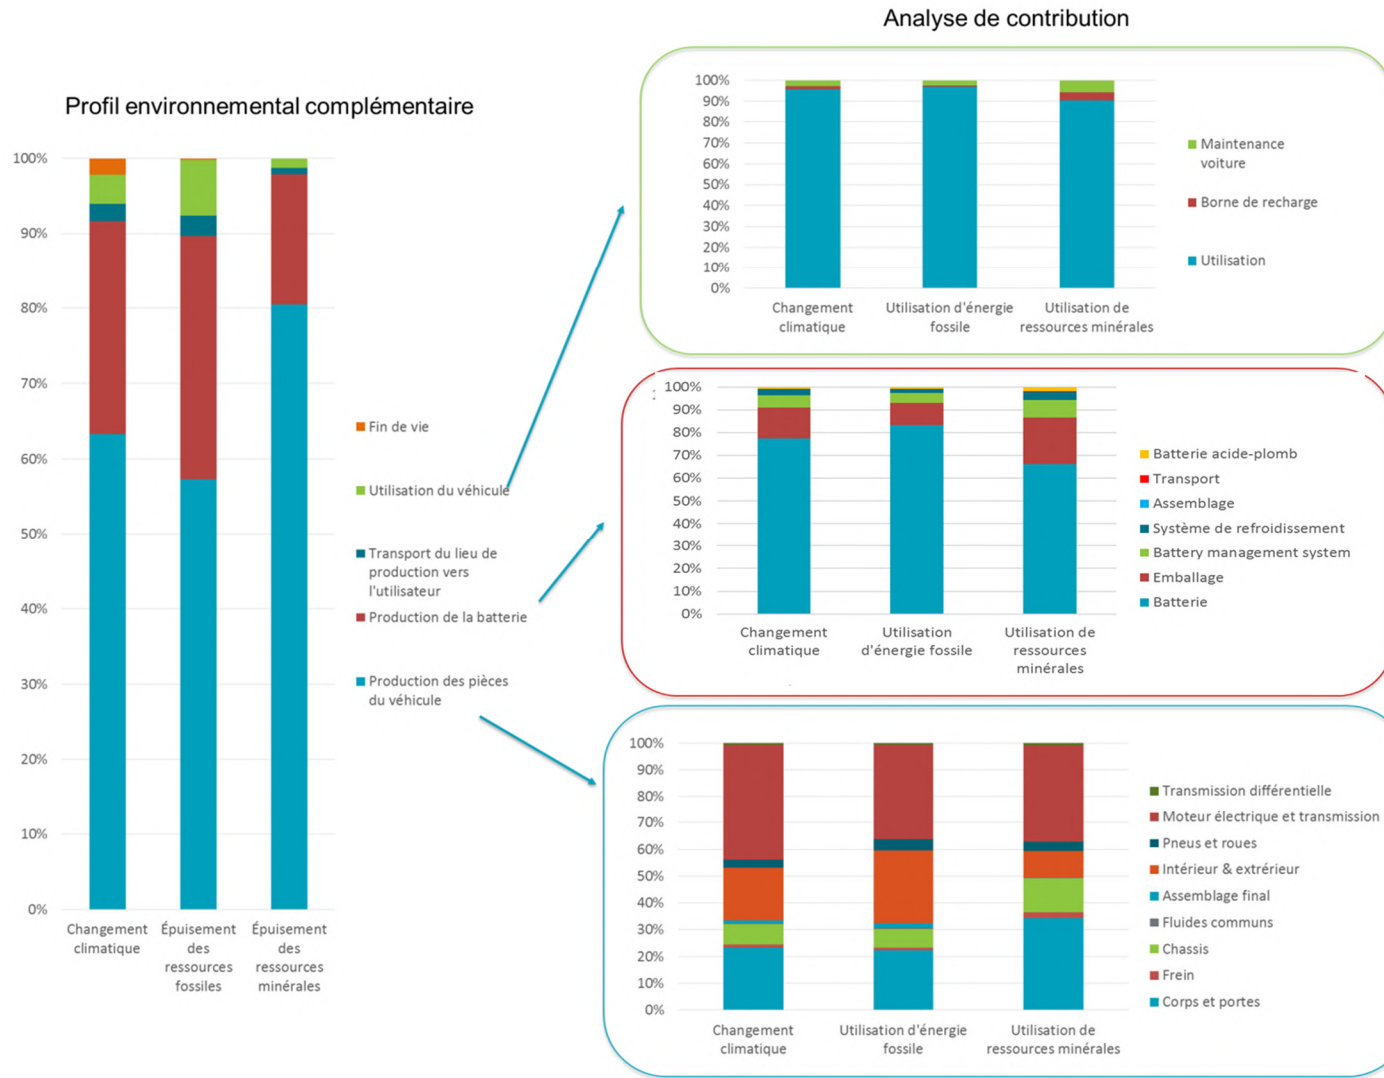 Analyse de contribution
Profil environnemental complémentaire
100%
90%
80%
70%
60%
50%
40%
30%
20%
10%
0%
Changement
climatique
Épuisement
des
ressources
fossiles
Épuisement
des
ressources
minérales
Fin de vie
Utilisation du véhicule
Transport du lieu de
production vers
l'utilisateur
Production de la batterie
Production des pièces
du véhicule
100%
90%
80%
70%
60%
50%
40%
30%
20%
10%
0%
Changement
climatique
Utilisation d'énergie
fossile
Utilisation de
ressources minérales
Maintenance
voiture
Borne de recharge
Utilisation
100%
90%
80%
70%
60%
50%
40%
30%
20%
10%
0%
Changement
climatique
Utilisation
d'énergie fossile
Utilisation de
ressources
minérales
Batterie acide-plomb
Transport
Assemblage
Système de refroidissement
Battery management system
Emballage
Batterie
100%
90%
80%
70%
60%
50%
40%
30%
20%
10%
0%
Changement
climatique
Utilisation d'énergie
fossile
Utilisation de
ressources minérales
Transmission différentielle
Moteur électrique et transmission
Pneus et roues
Intérieur & extrérieur
Assemblage final
Fluides communs
Chassis
Frein
Corps et portes